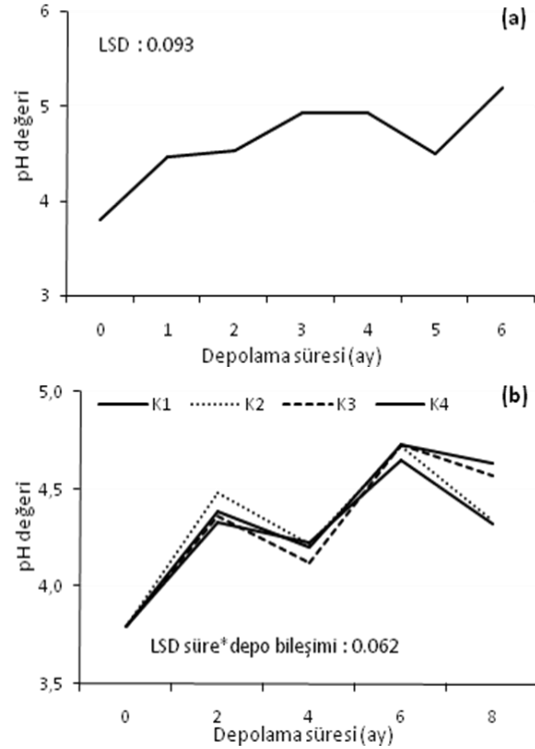 (a)
LSD : 0.093
6
5
4
3
pH değeri
0 1 2 3 4 5 6
Depolama süresi (ay)
(b)
K1 K2 K3 K4
5,0
4,5
4,0
3,5
pH değeri
LSD süre*depo bileşimi : 0.062
0 2 4 6 8
Depolama süresi (ay)